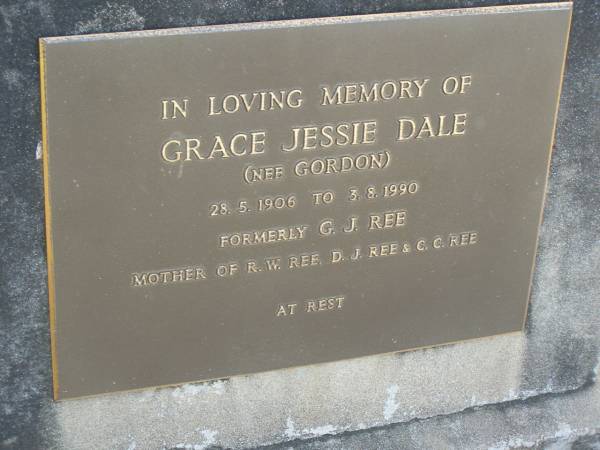 IN LOVING MEMORY OF
GRACE JESSIE DALE
(NEE GORDON)
28. 5. 1906 TO 3. 8. 1990
FORMERLY G. J. REE
MOTHER OF R. W. REE, D. J. REE & C. C. REE
AT REST